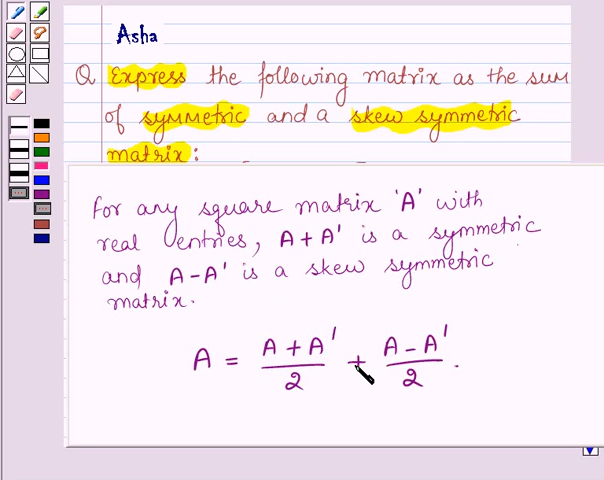 Asha
Q Express the following matrix as the sum
of symmetric and a skew symmetric
matrix:
For any square matrix 'A' with
real entries, A + A' is a symmetric
and A - A' is a skew symmetric
matrix.
A = (A + A')/2 + (A - A')/2 .